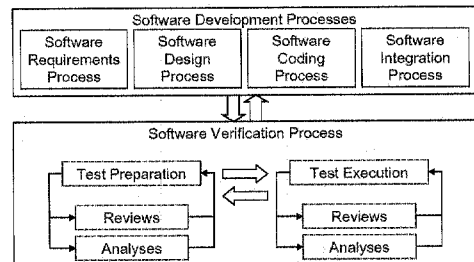 Software Development Processes
Software Requirements Process
Software Design Process
Software Coding Process
Software Integration Process
Software Verification Process
Test Preparation
Test Execution
Reviews
Reviews
Analyses
Analyses